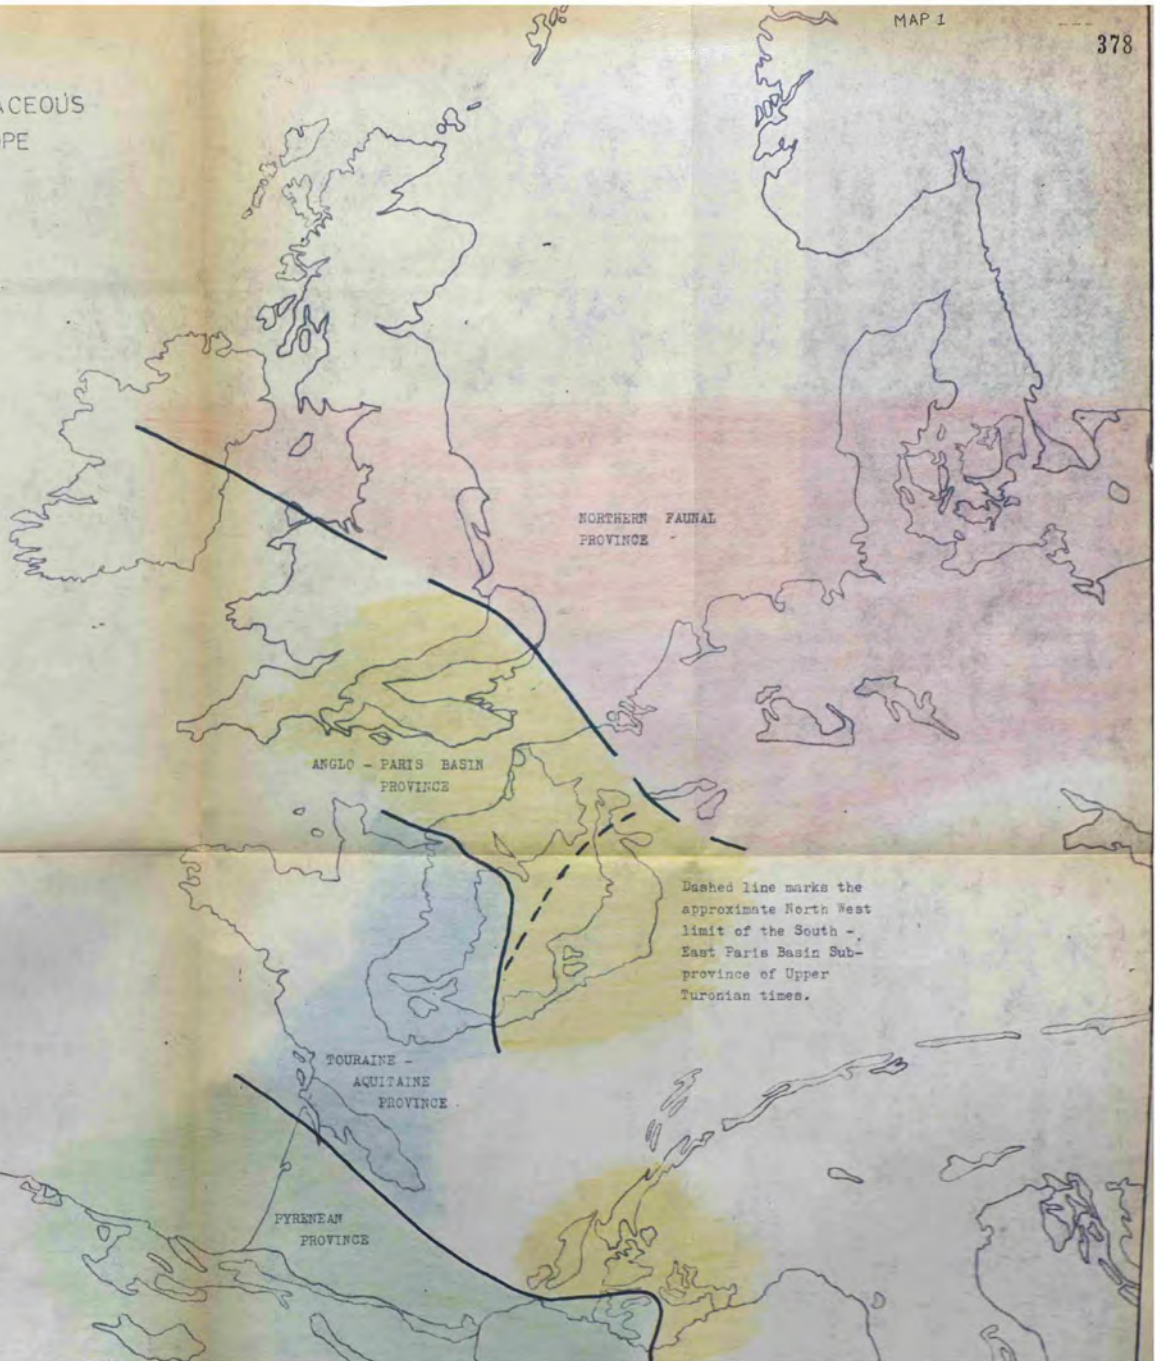 MAP 1
378
ACEOUS
OPE
NORTHERN FAUNAL
PROVINCE
ANGLO - PARIS BASIN
PROVINCE
Dashed line marks the
approximate North West
limit of the South -
East Paris Basin Sub-
province of Upper
Turonian times.
TOURAINE -
AQUITAINE
PROVINCE
PYRENEAN
PROVINCE